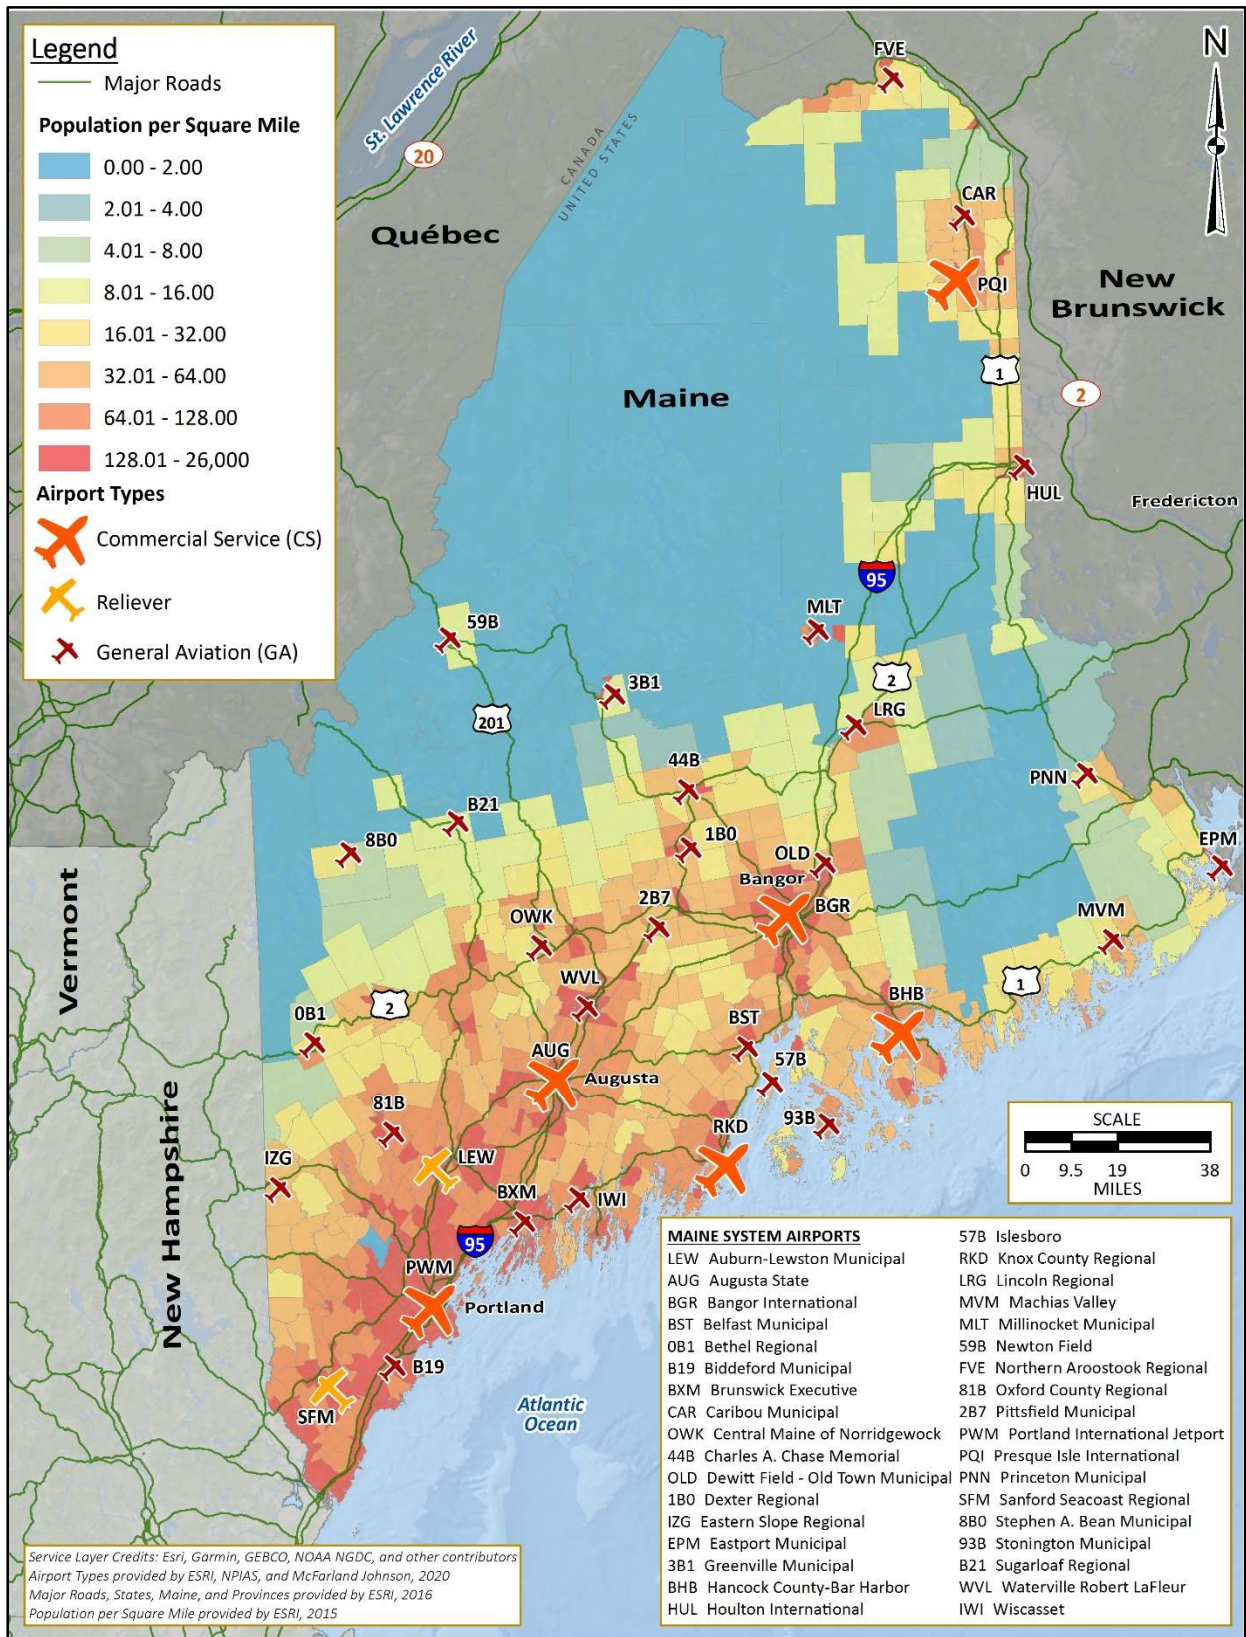 Legend
Major Roads
Population per Square Mile
0.00 - 2.00
2.01 - 4.00
4.01 - 8.00
8.01 - 16.00
16.01 - 32.00
32.01 - 64.00
64.01 - 128.00
128.01 - 26,000
Airport Types
Commercial Service (CS)
Reliever
General Aviation (GA)
St. Lawrence River
20
CANADA
UNITED STATES
Québec
FVE
N
CAR
PQI
New
Brunswick
1
Maine
2
HUL
Fredericton
95
MLT
59B
2
3B1
201
LRG
44B
PNN
B21
8B0
1B0
OLD
EPM
Bangor
Vermont
2B7
BGR
OWK
MVM
WVL
1
2
BHB
0B1
BST
AUG
57B
Augusta
New Hampshire
81B
93B
RKD
SCALE
0 9.5 19 38
MILES
IZG
LEW
BXM
IWI
95
PWM
Portland
B19
SFM
Atlantic
Ocean
MAINE SYSTEM AIRPORTS
LEW Auburn-Lewston Municipal
AUG Augusta State
BGR Bangor International
BST Belfast Municipal
0B1 Bethel Regional
B19 Biddeford Municipal
BXM Brunswick Executive
CAR Caribou Municipal
OWK Central Maine of Norridgewock
44B Charles A. Chase Memorial
OLD Dewitt Field - Old Town Municipal
1B0 Dexter Regional
IZG Eastern Slope Regional
EPM Eastport Municipal
3B1 Greenville Municipal
BHB Hancock County-Bar Harbor
HUL Houlton International
57B Islesboro
RKD Knox County Regional
LRG Lincoln Regional
MVM Machias Valley
MLT Millinocket Municipal
59B Newton Field
FVE Northern Aroostook Regional
81B Oxford County Regional
2B7 Pittsfield Municipal
PWM Portland International Jetport
PQI Presque Isle International
PNN Princeton Municipal
SFM Sanford Seacoast Regional
8B0 Stephen A. Bean Municipal
93B Stonington Municipal
B21 Sugarloaf Regional
WVL Waterville Robert LaFleur
IWI Wiscasset
Service Layer Credits: Esri, Garmin, GEBCO, NOAA NGDC, and other contributors
Airport Types provided by ESRI, NPIAS, and McFarland Johnson, 2020
Major Roads, States, Maine, and Provinces provided by ESRI, 2016
Population per Square Mile provided by ESRI, 2015